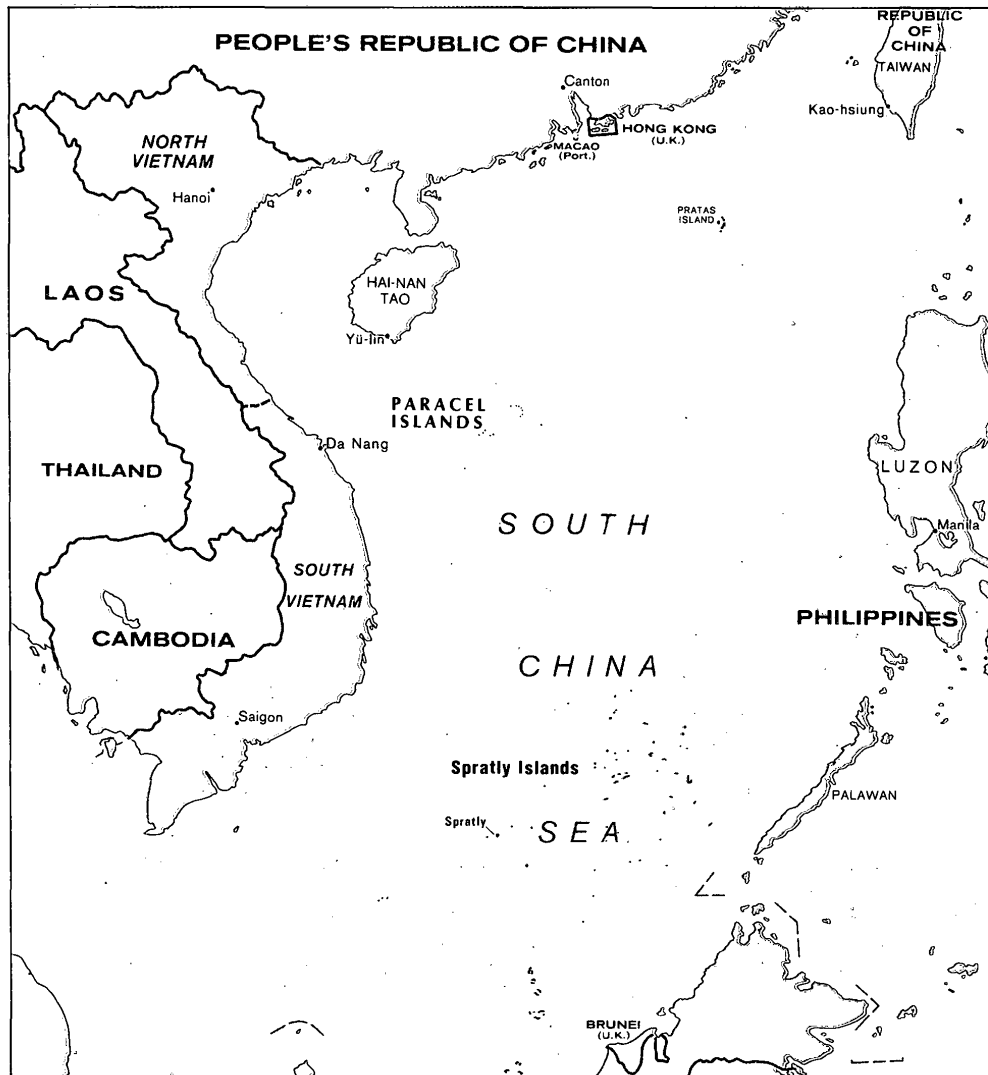 PEOPLE'S REPUBLIC OF CHINA
REPUBLIC
OF
CHINA
TAIWAN
Canton
Kao-hsiung
HONG KONG
(U.K.)
MACAO
(Port.)
NORTH
VIETNAM
Hanoi
PRATAS
ISLAND
HAI-NAN
TAO
LAOS
Yü-lin
PARACEL
ISLANDS
Da Nang
THAILAND
LUZON
SOUTH
Manila
SOUTH
VIETNAM
PHILIPPINES
CAMBODIA
CHINA
Saigon
Spratly Islands
PALAWAN
Spratly
SEA
BRUNEI
(U.K.)